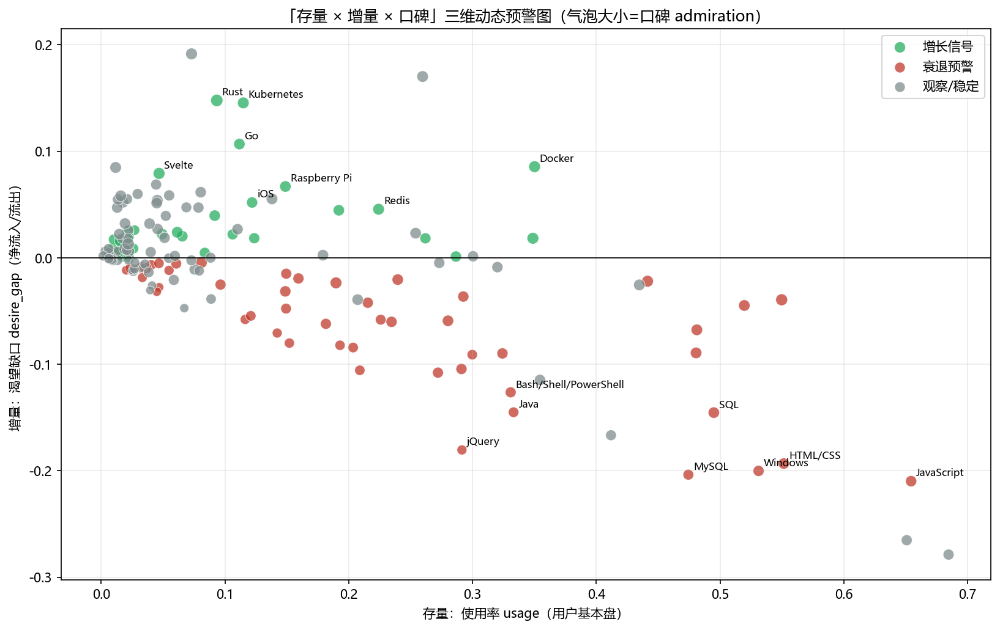 「存量 × 增量 × 口碑」三维动态预警图（气泡大小=口碑 admiration）
增长信号
衰退预警
观察/稳定
0.2
0.1
0.0
-0.1
-0.2
-0.3
增量：渴望缺口 desire_gap（净流入/流出）
Rust
Kubernetes
Go
Docker
Svelte
Raspberry Pi
iOS
Redis
Bash/Shell/PowerShell
Java
SQL
jQuery
HTML/CSS
Windows
MySQL
JavaScript
0.0
0.1
0.2
0.3
0.4
0.5
0.6
0.7
存量：使用率 usage（用户基本盘）